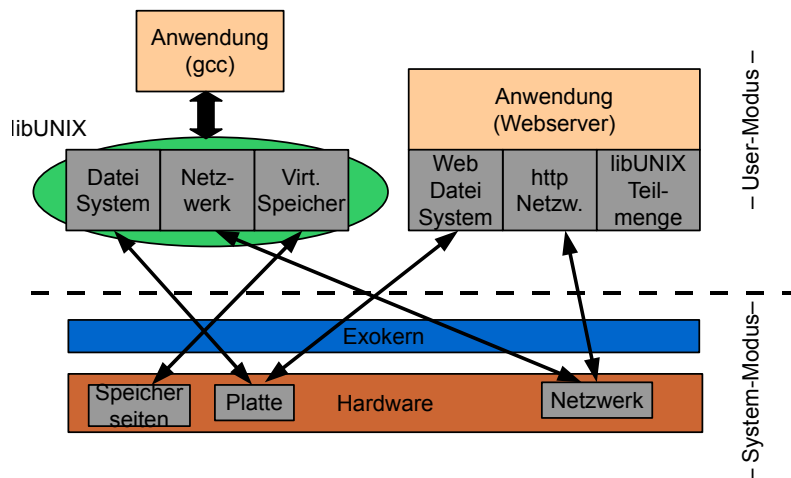 Anwendung
(gcc)
libUNIX
Datei
System
Netz-
werk
Virt.
Speicher
Anwendung
(Webserver)
Web
Datei
System
http
Netzw.
libUNIX
Teil-
menge
– User-Modus –
Exokern
Speicher
seiten
Platte
Hardware
Netzwerk
– System-Modus–